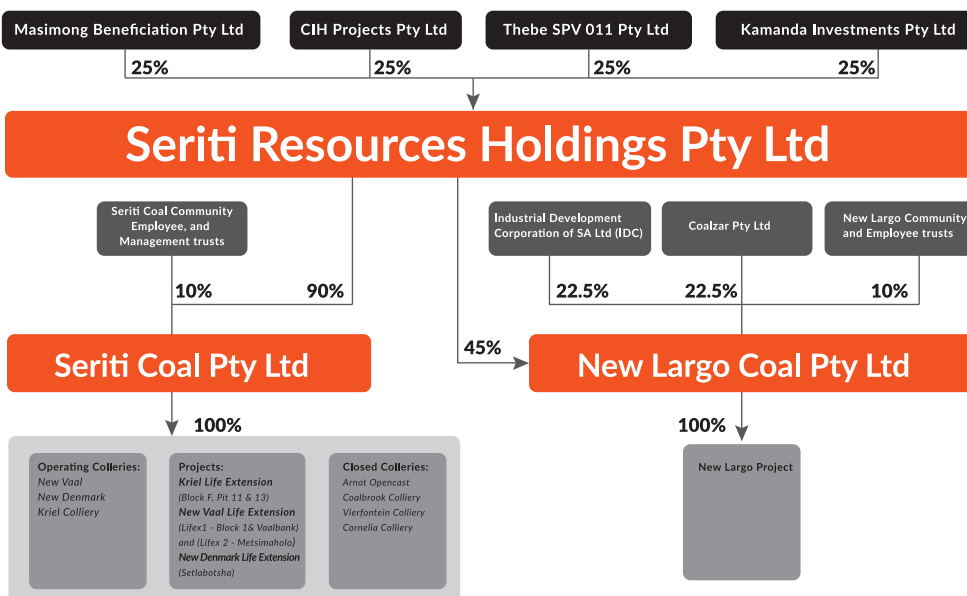 Masimong Beneficiation Pty Ltd
CIH Projects Pty Ltd
Thebe SPV 011 Pty Ltd
Kamanda Investments Pty Ltd
25%
25%
25%
25%
Seriti Resources Holdings Pty Ltd
Seriti Coal Community
Employee, and
Management trusts
Industrial Development
Corporation of SA Ltd (IDC)
Coalzar Pty Ltd
New Largo Community
and Employee trusts
10%
90%
22.5%
22.5%
10%
Seriti Coal Pty Ltd
45%
New Largo Coal Pty Ltd
100%
100%
Operating Colleries:
New Vaal
New Denmark
Kriel Colliery
Projects:
Kriel Life Extension
(Block F, Pit 11 & 13)
New Vaal Life Extension
(Lifex1 - Block 1& Vaalbank)
and (Lifex 2 - Metsimaholo)
New Denmark Life Extension
(Setlabotsha)
Closed Colleries:
Arnot Opencast
Coalbrook Colliery
Vierfontein Colliery
Cornelia Colliery
New Largo Project